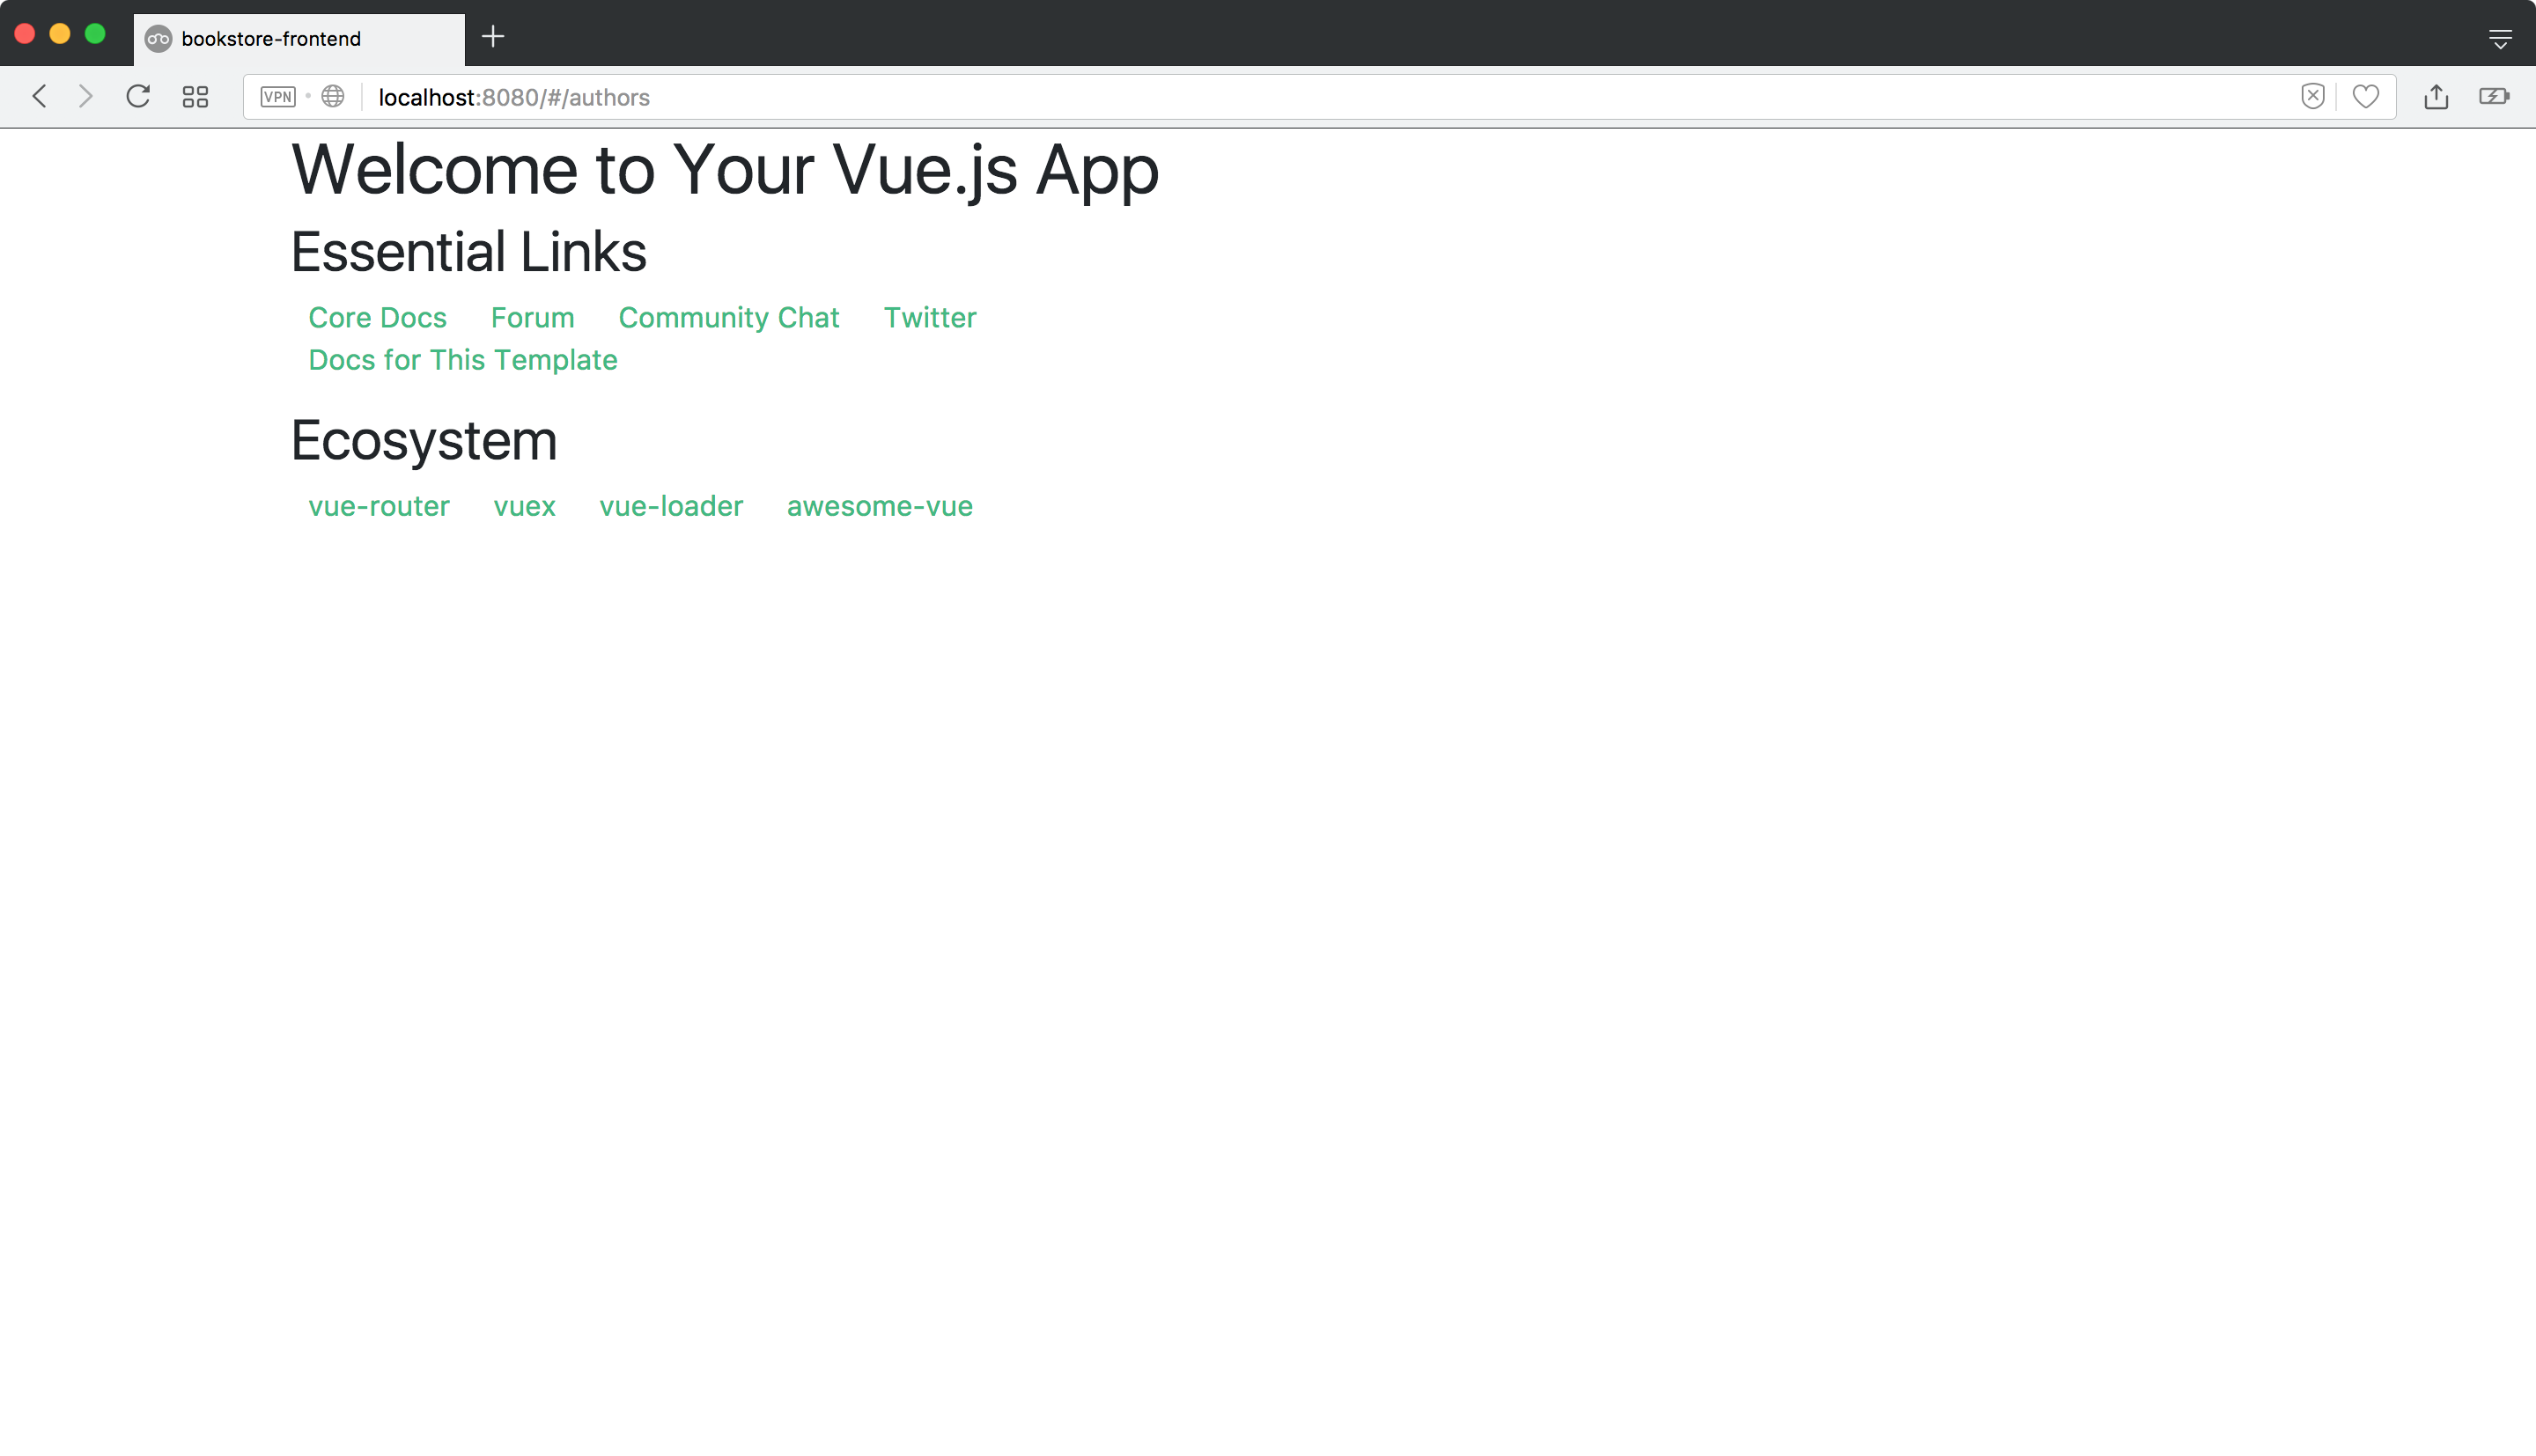 bookstore-frontend
VPN localhost:8080/#/authors
Welcome to Your Vue.js App
Essential Links
Core Docs Forum Community Chat Twitter
Docs for This Template
Ecosystem
vue-router vuex vue-loader awesome-vue